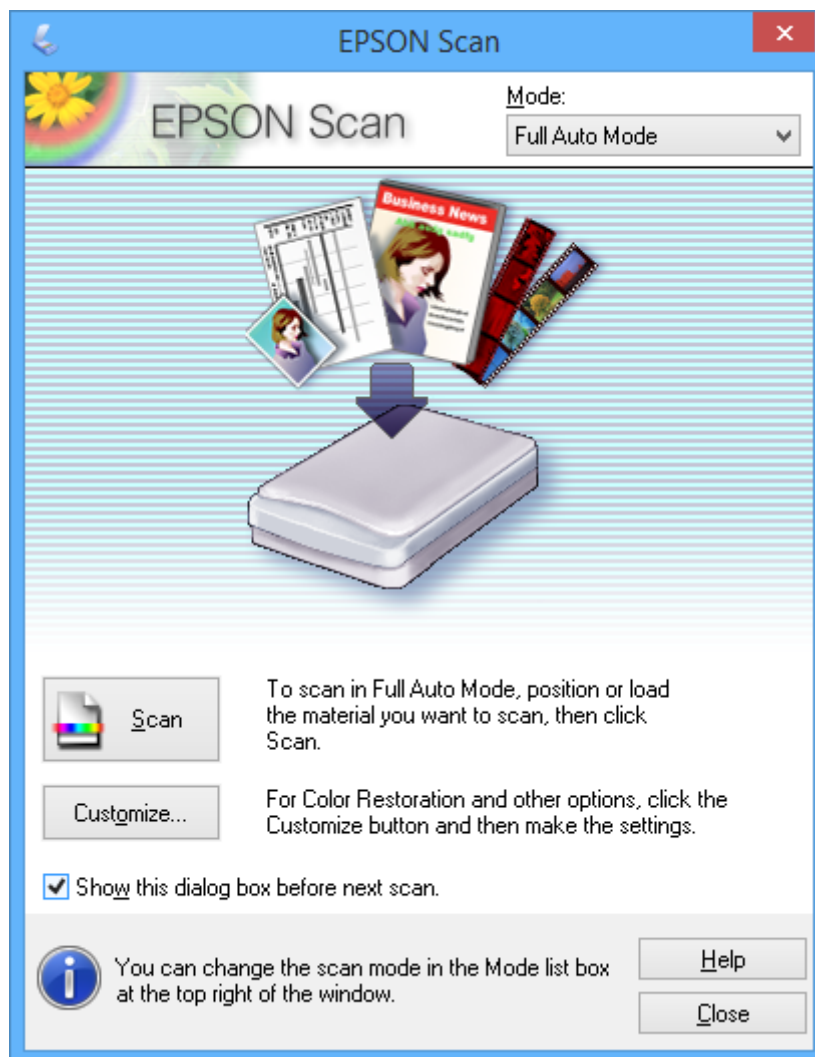 EPSON Scan
EPSON Scan
Mode:
Full Auto Mode
Business News
Scan
To scan in Full Auto Mode, position or load
the material you want to scan, then click
Scan.
Customize...
For Color Restoration and other options, click the
Customize button and then make the settings.
Show this dialog box before next scan.
You can change the scan mode in the Mode list box
at the top right of the window.
Help
Close